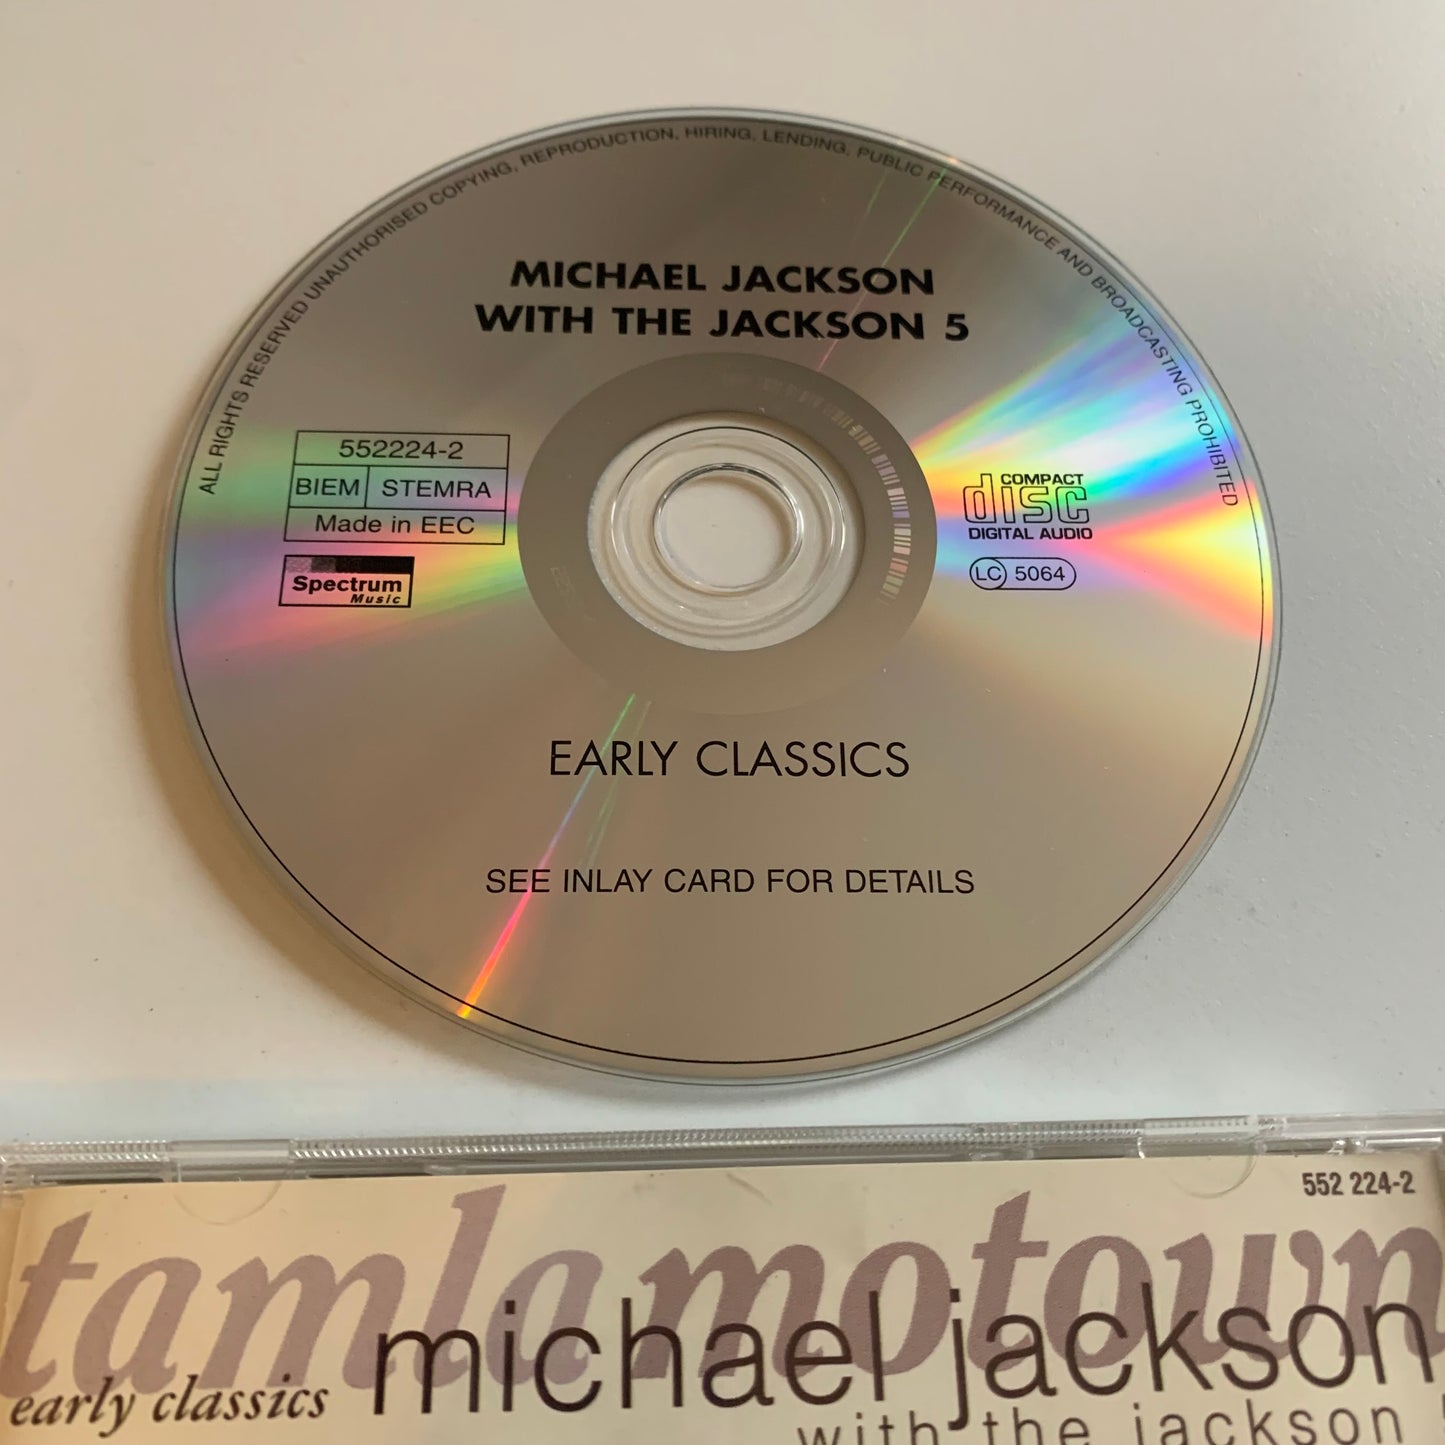 ALL RIGHTS RESERVED UNAUTHORISED COPYING, REPRODUCTION, HIRING, LENDING, PUBLIC PERFORMANCE AND BROADCASTING PROHIBITED
MICHAEL JACKSON
WITH THE JACKSON 5
552224-2
BIEM STEMRA
Made in EEC
Spectrum
Music
COMPACT
disc
DIGITAL AUDIO
LC 5064
EARLY CLASSICS
SEE INLAY CARD FOR DETAILS
552 224-2
tamla motown
early classics michael jackson
with the jackson